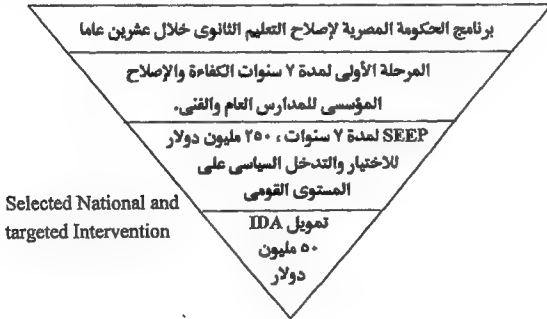 برنامج الحكومة المصرية لإصلاح التعليم الثانوى خلال عشرين عاما
المرحلة الأولى لمدة ٧ سنوات الكفاءة والإصلاح
المؤسسى للمدارس العام والفنى.
SEEP لمدة ٧ سنوات ، ٢٥٠ مليون دولار
للاختيار والتدخل السياسى على
المستوى القومى
Selected National and
targeted Intervention
تمويل IDA
٥٠ مليون
دولار